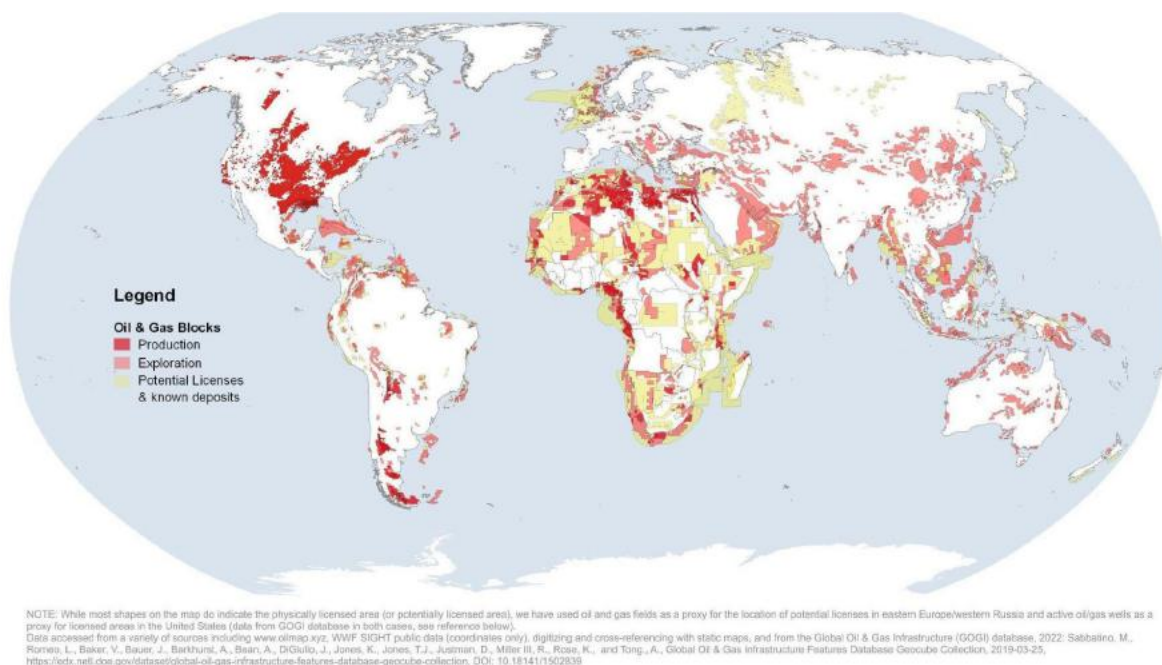 Legend
Oil & Gas Blocks
Production
Exploration
Potential Licenses
& known deposits
NOTE: While most shapes on the map do indicate the physically licensed area (or potentially licensed area), we have used oil and gas fields as a proxy for the location of potential licenses in eastern Europe/western Russia and active oil/gas wells as a
proxy for licensed areas in the United States (data from GOGI database in both cases, see reference below).
Data accessed from a variety of sources including www.oilmap.xyz, WWF SIGHT public data (coordinates only), digitizing and cross-referencing with static maps, and from the Global Oil & Gas Infrastructure (GOGI) database, 2022: Sabbatino, M.,
Romeo, L., Baker, V., Bauer, J., Barkhurst, A., Bean, A., DiGiulio, J., Jones, K., Jones, T.J., Justman, D., Miller III, R., Rose, K., and Tong., A., Global Oil & Gas Infrastructure Features Database Geocube Collection, 2019-03-25,
https://edx.netl.doe.gov/dataset/global-oil-gas-infrastructure-features-database-geocube-collection, DOI: 10.18141/1502839